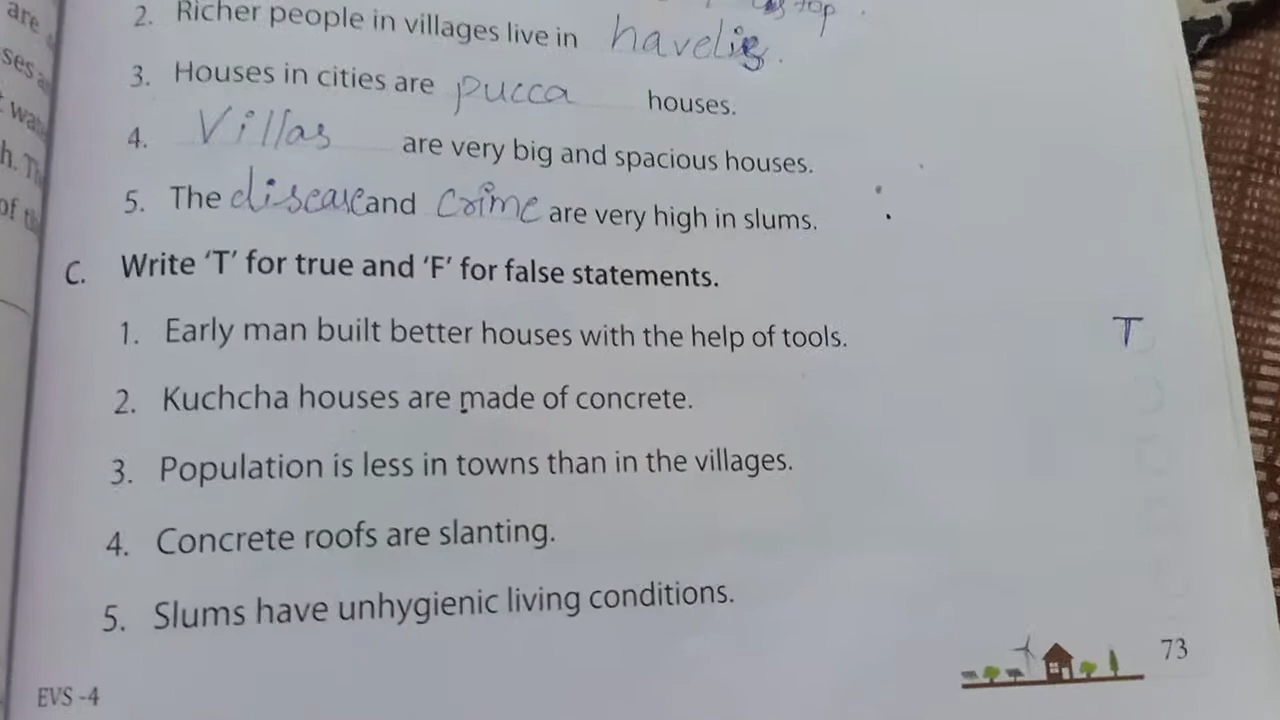 are
2. Richer people in villages live in havelis.
ses
3. Houses in cities are pucca houses.
4. Villas are very big and spacious houses.
h.
5. The disease and crime are very high in slums.
of
C. Write ‘T’ for true and ‘F’ for false statements.
1. Early man built better houses with the help of tools. T
2. Kuchcha houses are made of concrete.
3. Population is less in towns than in the villages.
4. Concrete roofs are slanting.
5. Slums have unhygienic living conditions.
73
EVS -4